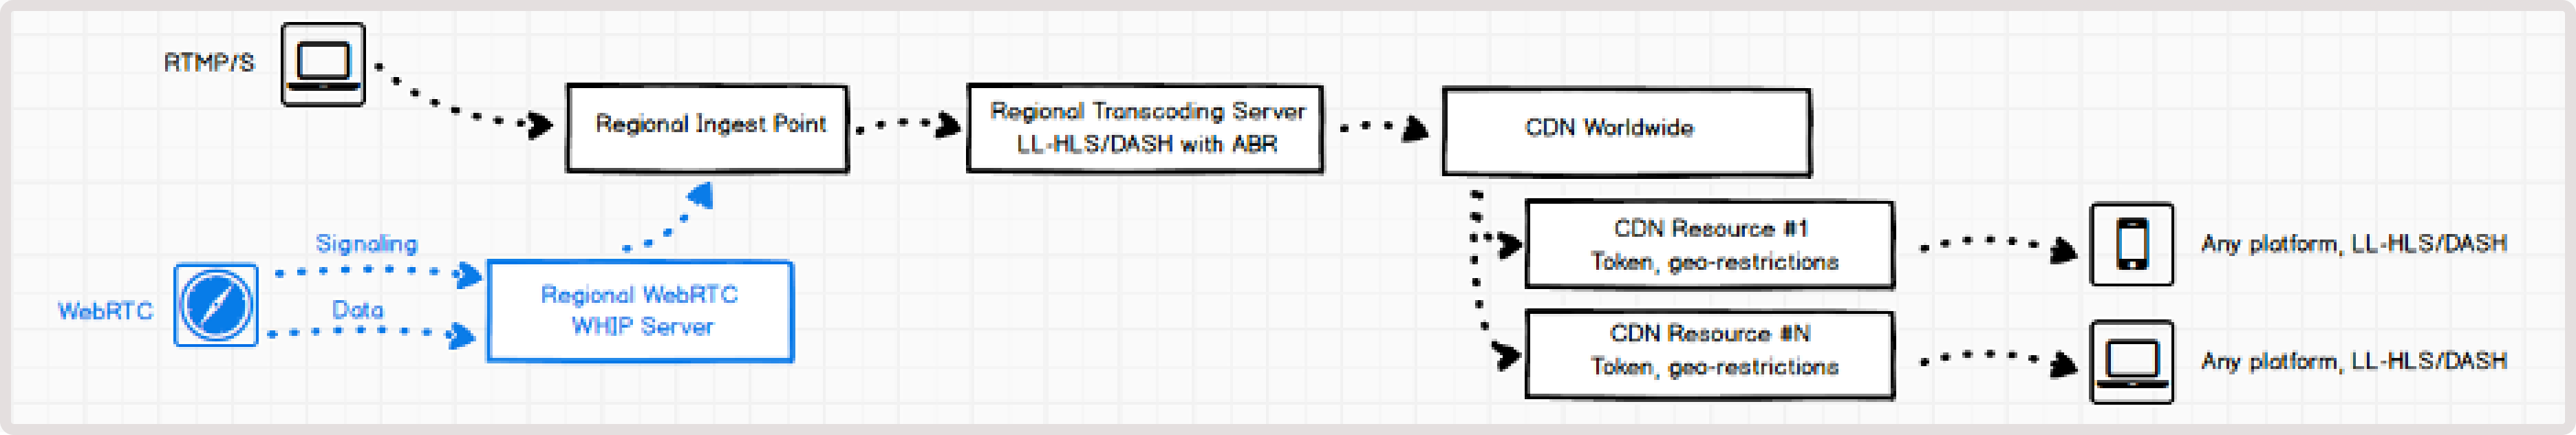 RTMP/S
Regional Ingest Point
Regional Transcoding Server
LL-HLS/DASH with ABR
CDN Worldwide
Signaling
WebRTC
Data
Regional WebRTC
WHIP Server
CDN Resource #1
Token, geo-restrictions
Any platform, LL-HLS/DASH
CDN Resource #N
Token, geo-restrictions
Any platform, LL-HLS/DASH